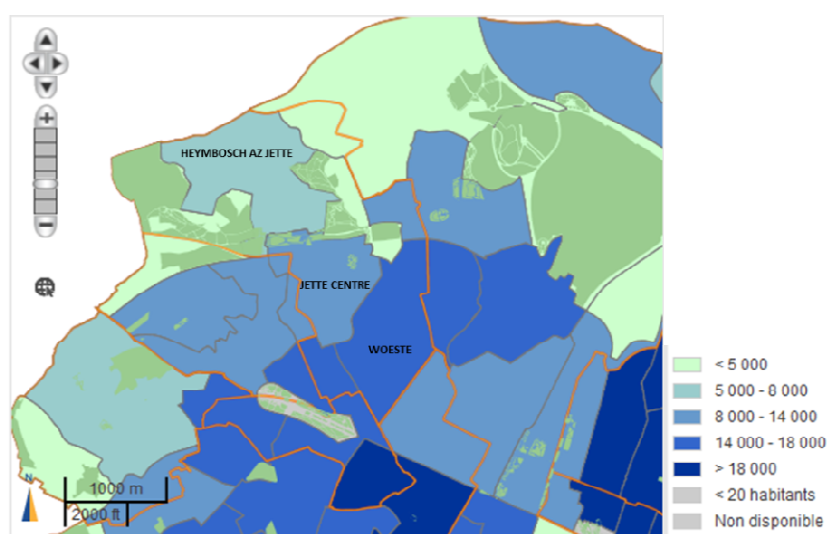 HEYMBOSCH AZ JETTE
JETTE CENTRE
WOESTE
N
1000 m
2000 ft
< 5 000
5 000 - 8 000
8 000 - 14 000
14 000 - 18 000
> 18 000
< 20 habitants
Non disponible